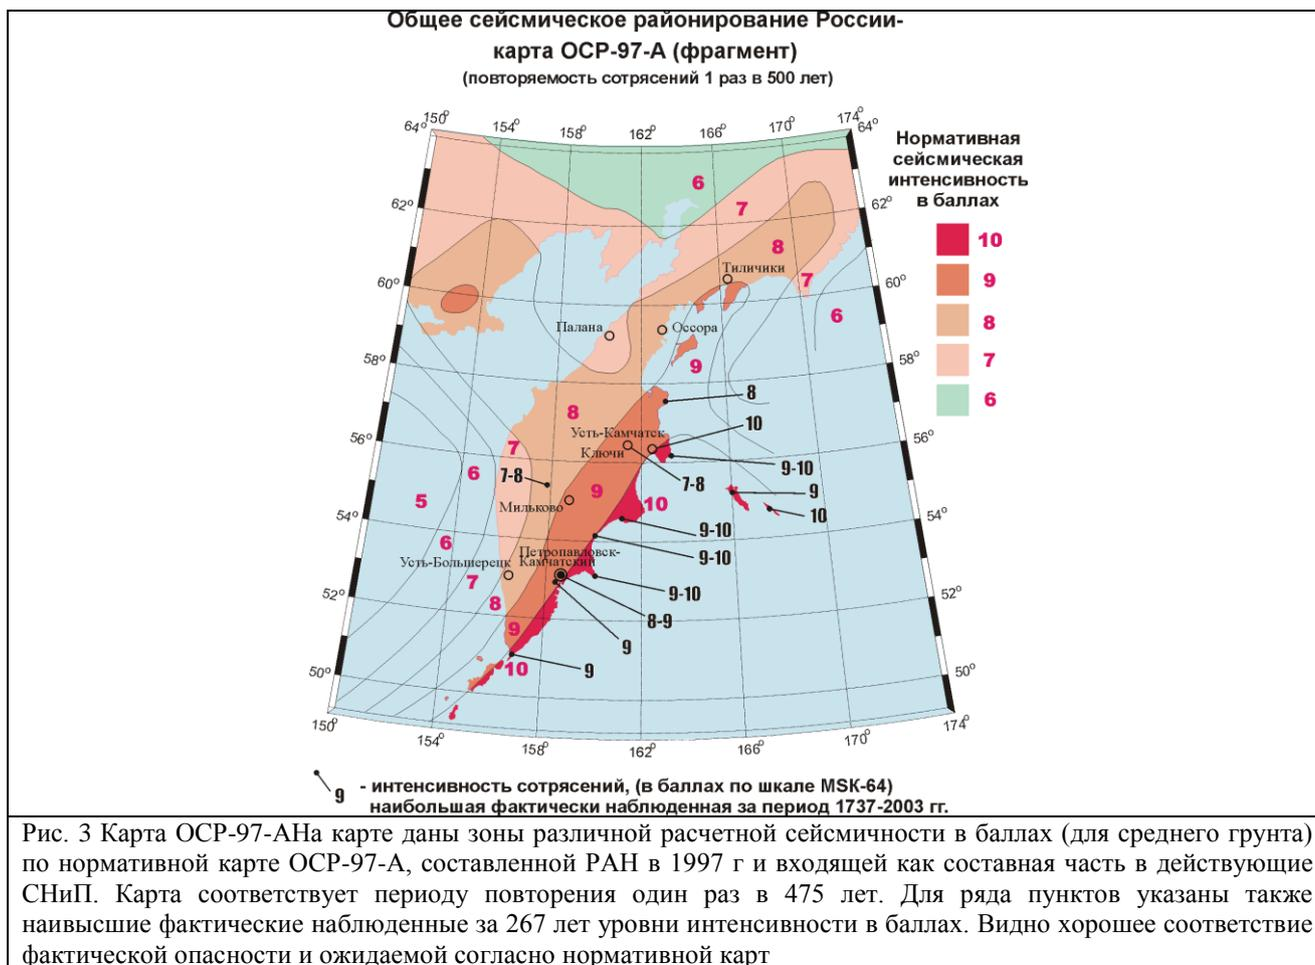 Общее сейсмическое районирование России-
карта ОСР-97-А (фрагмент)
(повторяемость сотрясений 1 раз в 500 лет)
150° 154° 158° 162° 166° 170° 174°
64° 64°
Нормативная
сейсмическая
интенсивность
в баллах
10
9
8
7
6
6
7
62° 62°
8
Тиличики
7
60° 60°
6
Палана
Оссора
9
58° 58°
8
8
10
Усть-Камчатск
56° 56°
7
Ключи
9-10
6
7-8
7-8
9
9
5
Мильково
10
10
54° 54°
9-10
6
Петропавловск-
Камчатский
9-10
Усть-Большерецк
7
9-10
52° 52°
8
8-9
9
9
10
9
50° 50°
150° 154° 158° 162° 166° 170° 174°
9 - интенсивность сотрясений, (в баллах по шкале MSK-64)
наибольшая фактически наблюденная за период 1737-2003 гг.
Рис. 3 Карта ОСР-97-АНа карте даны зоны различной расчетной сейсмичности в баллах (для среднего грунта)
по нормативной карте ОСР-97-А, составленной РАН в 1997 г и входящей как составная часть в действующие
СНиП. Карта соответствует периоду повторения один раз в 475 лет. Для ряда пунктов указаны также
наивысшие фактические наблюденные за 267 лет уровни интенсивности в баллах. Видно хорошее соответствие
фактической опасности и ожидаемой согласно нормативной карт